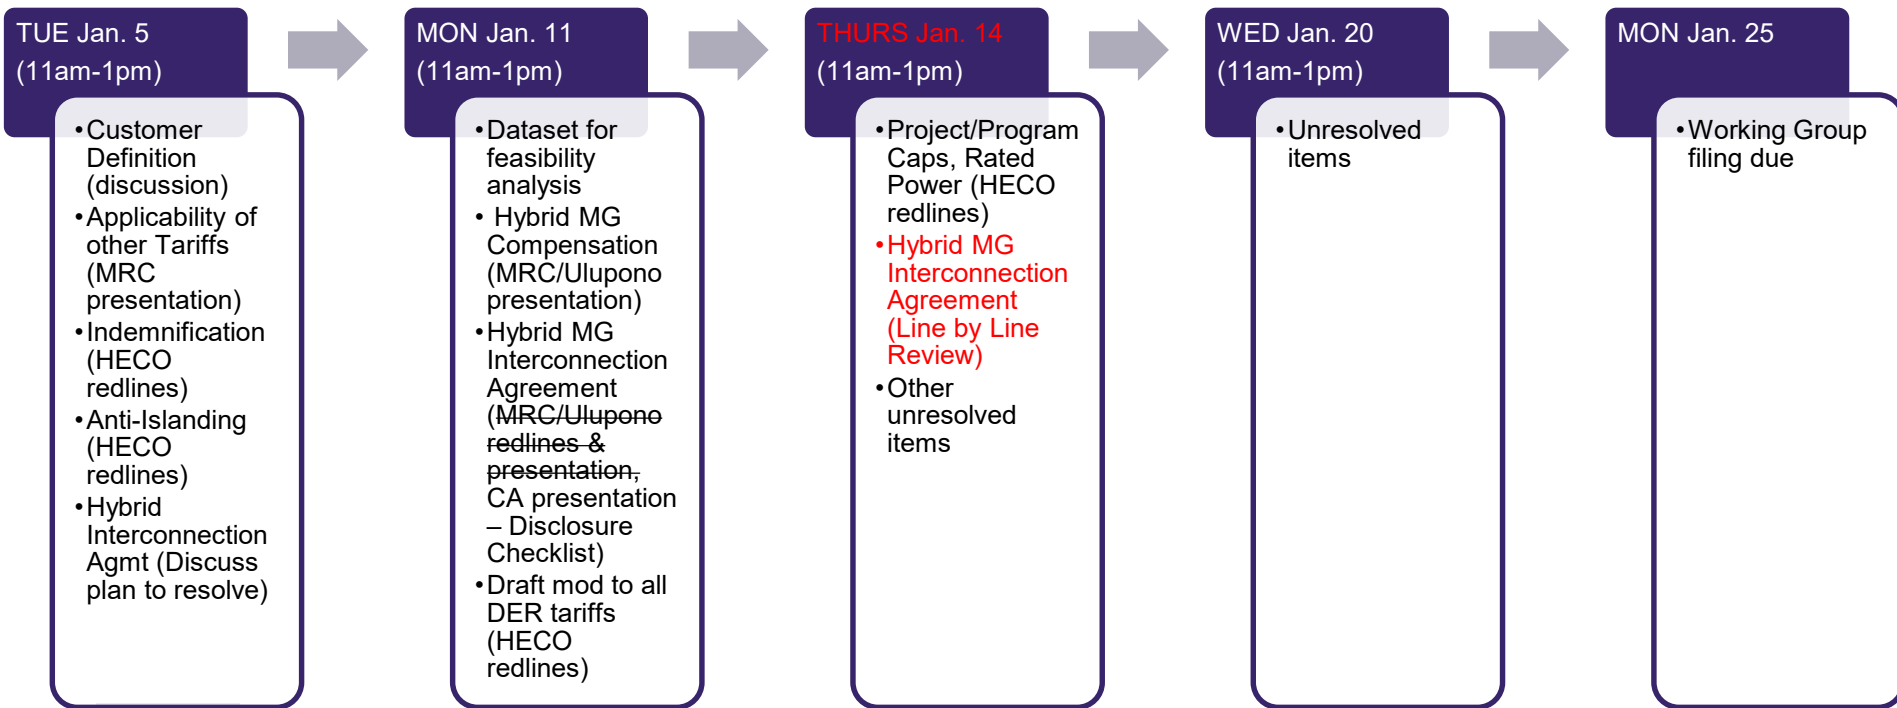 TUE Jan. 5
(11am-1pm)
•Customer
Definition
(discussion)
•Applicability of
other Tariffs
(MRC
presentation)
•Indemnification
(HECO
redlines)
•Anti-Islanding
(HECO
redlines)
•Hybrid
Interconnection
Agmt (Discuss
plan to resolve)
MON Jan. 11
(11am-1pm)
•Dataset for
feasibility
analysis
• Hybrid MG
Compensation
(MRC/Ulupono
presentation)
•Hybrid MG
Interconnection
Agreement
(MRC/Ulupono
redlines &
presentation,
CA presentation
– Disclosure
Checklist)
•Draft mod to all
DER tariffs
(HECO
redlines)
THURS Jan. 14
(11am-1pm)
•Project/Program
Caps, Rated
Power (HECO
redlines)
•Hybrid MG
Interconnection
Agreement
(Line by Line
Review)
•Other
unresolved
items
WED Jan. 20
(11am-1pm)
•Unresolved
items
MON Jan. 25
•Working Group
filing due